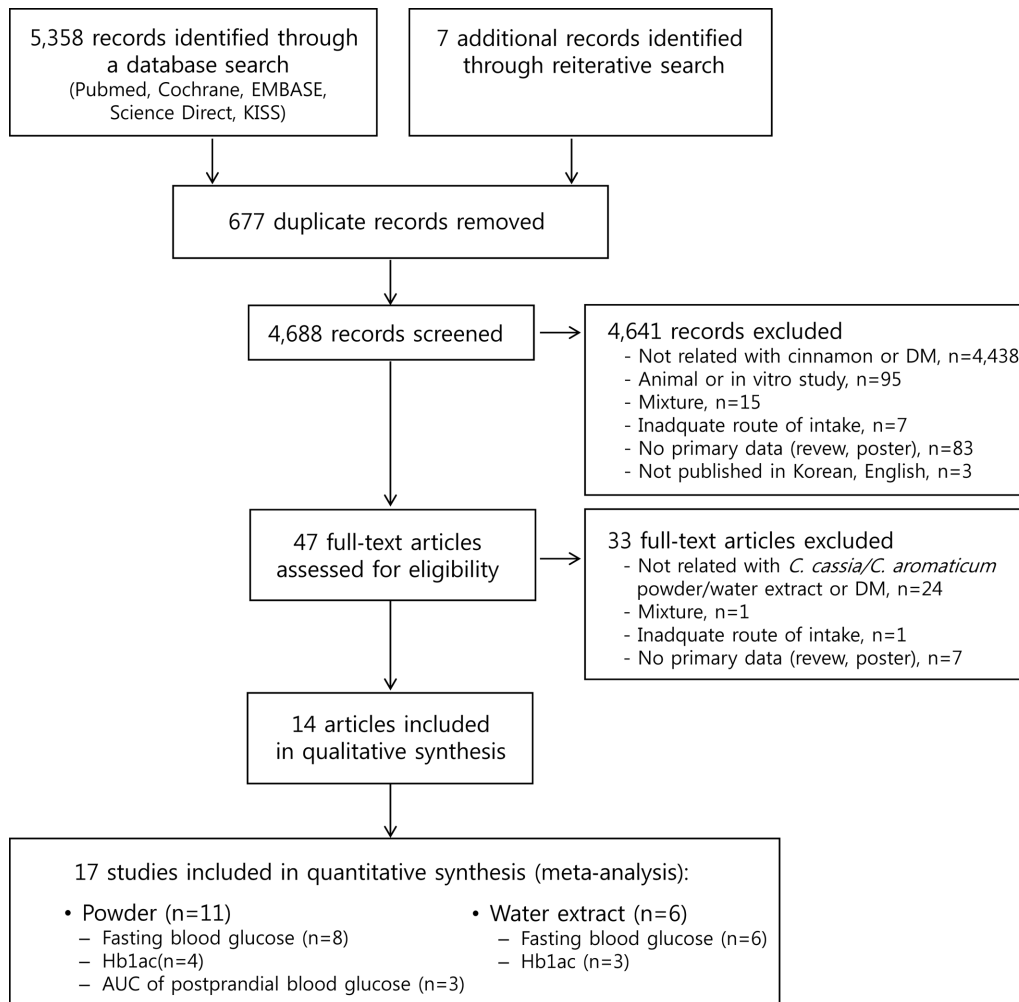 5,358 records identified through
a database search
(Pubmed, Cochrane, EMBASE,
Science Direct, KISS)
7 additional records identified
through reiterative search
677 duplicate records removed
4,688 records screened
4,641 records excluded
- Not related with cinnamon or DM, n=4,438
- Animal or in vitro study, n=95
- Mixture, n=15
- Inadquate route of intake, n=7
- No primary data (revew, poster), n=83
- Not published in Korean, English, n=3
47 full-text articles
assessed for eligibility
33 full-text articles excluded
- Not related with C. cassia/C. aromaticum
powder/water extract or DM, n=24
- Mixture, n=1
- Inadquate route of intake, n=1
- No primary data (revew, poster), n=7
14 articles included
in qualitative synthesis
17 studies included in quantitative synthesis (meta-analysis):
• Powder (n=11)
– Fasting blood glucose (n=8)
– Hb1ac(n=4)
– AUC of postprandial blood glucose (n=3)
• Water extract (n=6)
– Fasting blood glucose (n=6)
– Hb1ac (n=3)